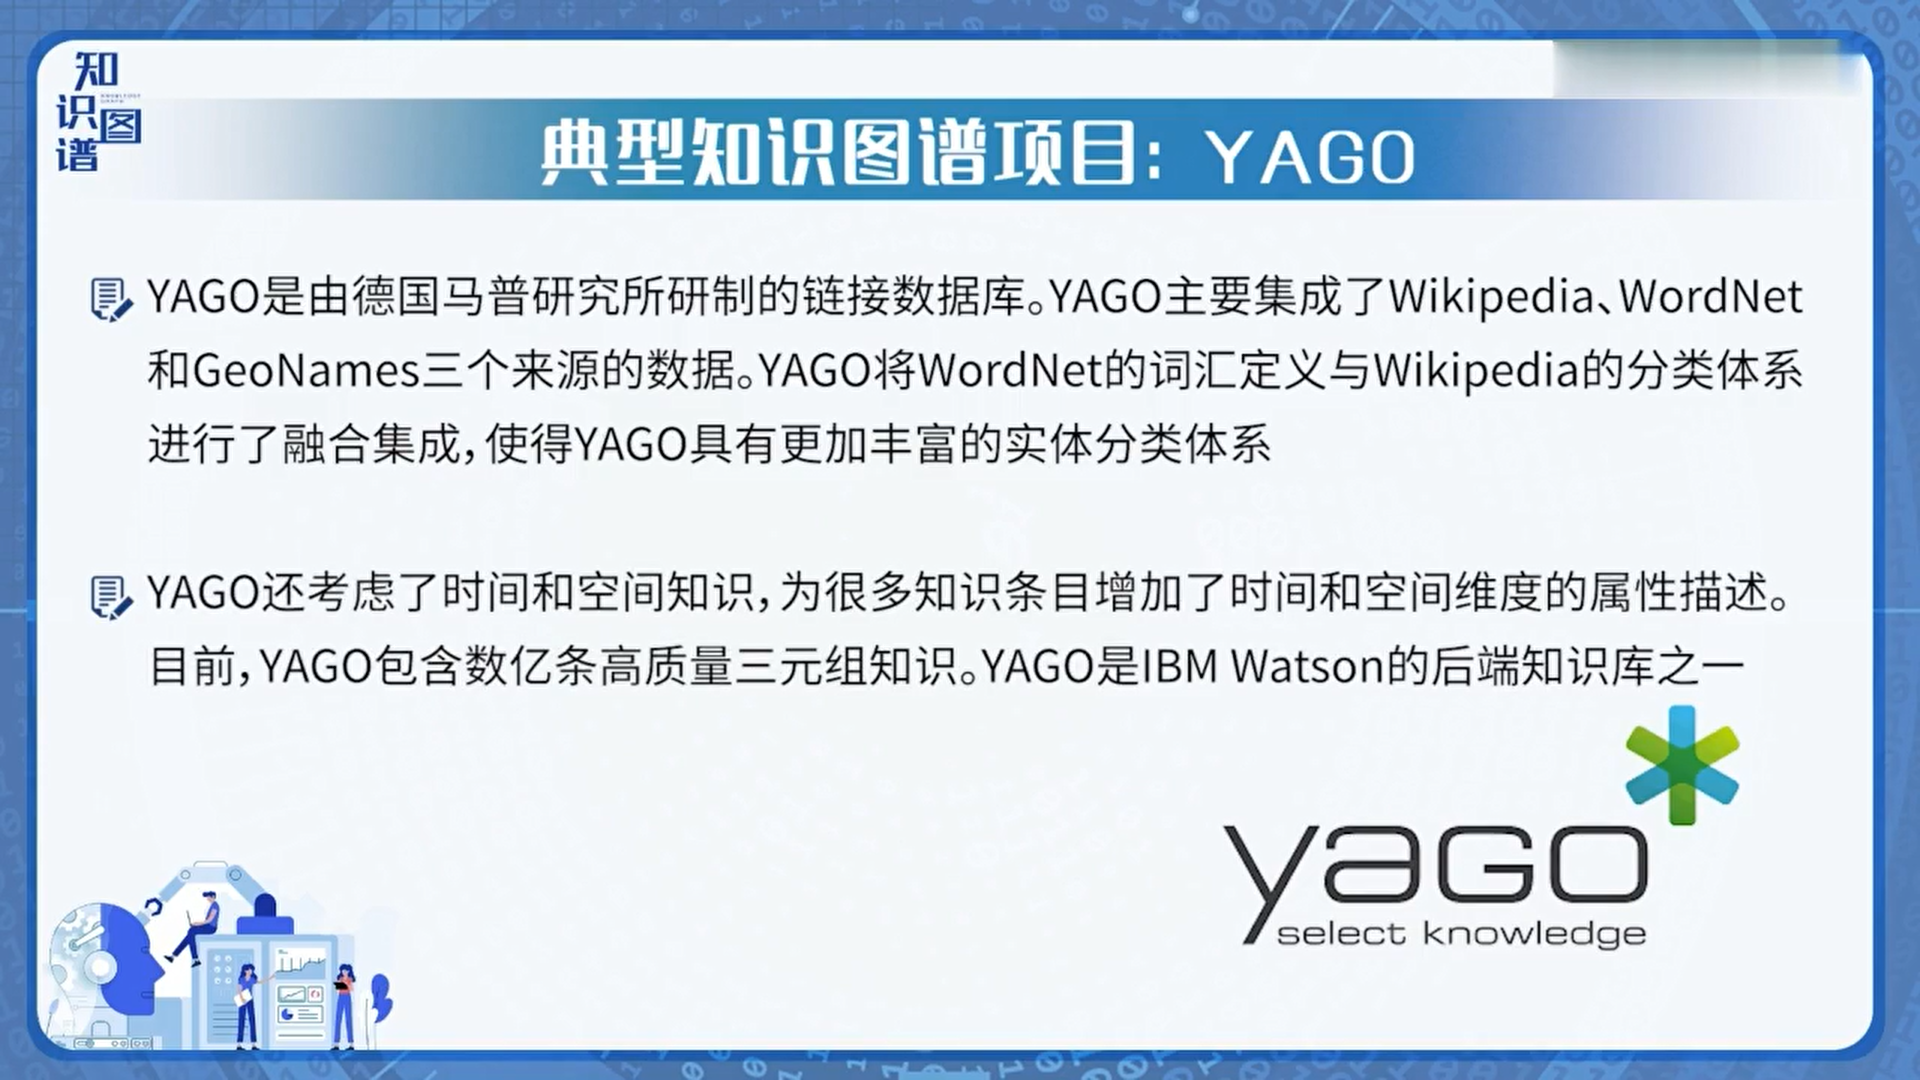 知
识图
谱
典型知识图谱项目：YAGO
YAGO是由德国马普研究所研制的链接数据库。YAGO主要集成了Wikipedia、WordNet
和GeoNames三个来源的数据。YAGO将WordNet的词汇定义与Wikipedia的分类体系
进行了融合集成，使得YAGO具有更加丰富的实体分类体系
YAGO还考虑了时间和空间知识，为很多知识条目增加了时间和空间维度的属性描述。
目前，YAGO包含数亿条高质量三元组知识。YAGO是IBM Watson的后端知识库之一
yaGO
select knowledge